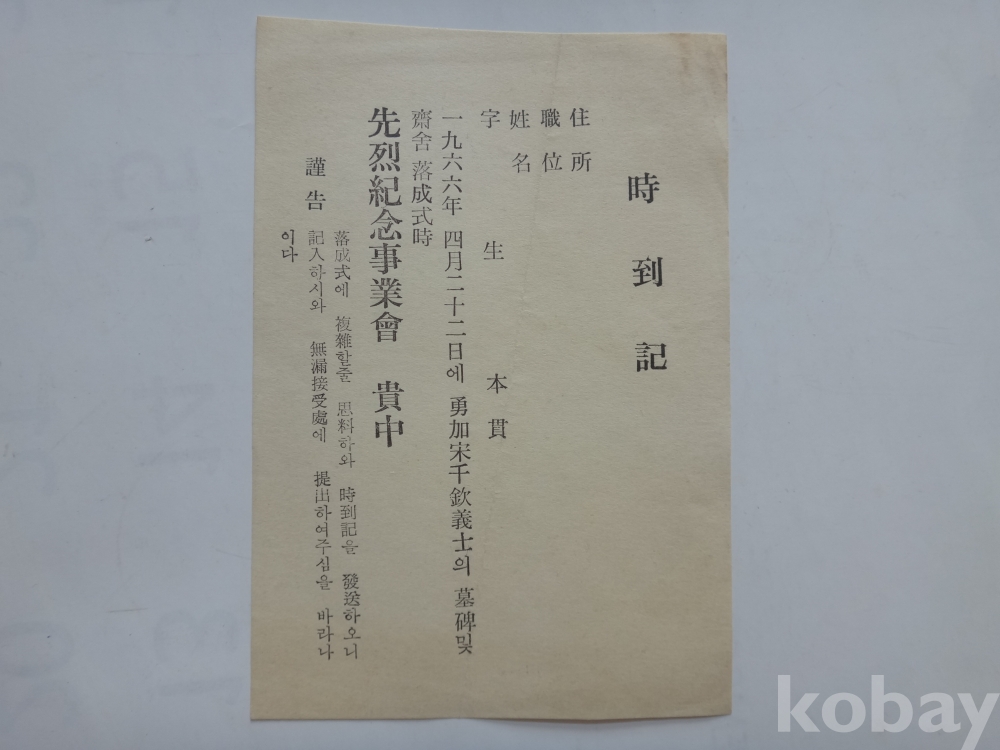 時到記
住所
職位
姓名
字 生 本貫
一九六六年 四月二十二日에 勇加宋千欽義士의 墓碑및
齋舍 落成式時
先烈紀念事業會 貴中
謹告
落成式에 複雜할줄 思料하와 時到記을 發送하오니
記入하시와 無漏接受處에 提出하여주심을 바라나
이다
kobay